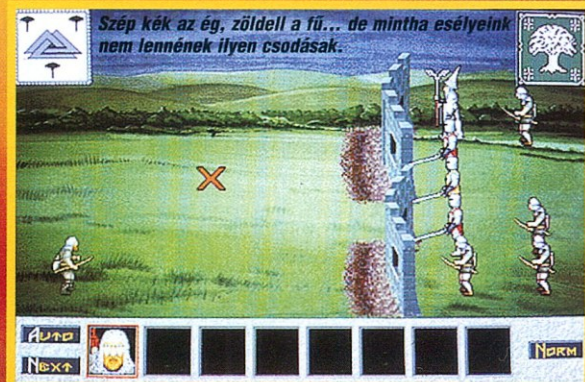 Szép kék az ég, zöldell a fű... de mintha esélyeink
nem lennének ilyen csodásak.
AUTO
NEXT
NORM